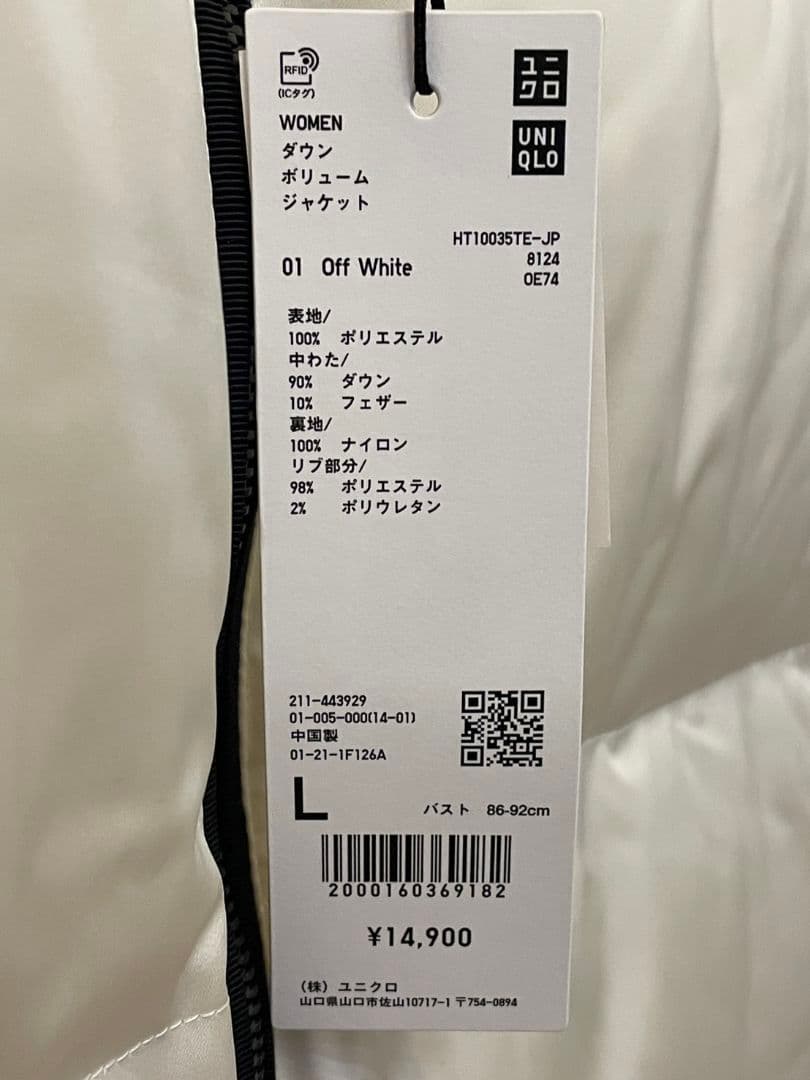 RFID
(ICタグ)
ユニ
クロ
UNI
QLO
WOMEN
ダウン
ボリューム
ジャケット
HT10035TE-JP
8124
0E74
01 Off White
表地/
100% ポリエステル
中わた/
90% ダウン
10% フェザー
裏地/
100% ナイロン
リブ部分/
98% ポリエステル
2% ポリウレタン
211-443929
01-005-000(14-01)
中国製
01-21-1F126A
L バスト 86-92cm
2000160369182
¥14,900
(株) ユニクロ
山口県山口市佐山10717-1 〒754-0894